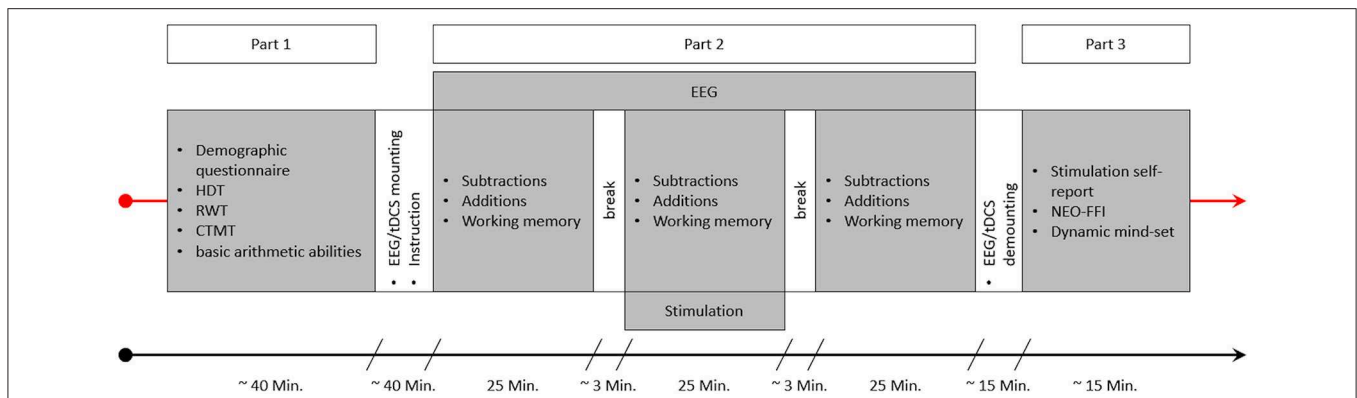 Part 1
Part 2
Part 3
EEG
• Demographic
questionnaire
• HDT
• RWT
• CTMT
• basic arithmetic abilities
• EEG/tDCS mounting
• Instruction
• Subtractions
• Additions
• Working memory
break
• Subtractions
• Additions
• Working memory
break
• Subtractions
• Additions
• Working memory
• EEG/tDCS
demounting
• Stimulation self-
report
• NEO-FFI
• Dynamic mind-set
Stimulation
~ 40 Min.
~ 40 Min.
25 Min.
~ 3 Min.
25 Min.
~ 3 Min.
25 Min.
~ 15 Min.
~ 15 Min.